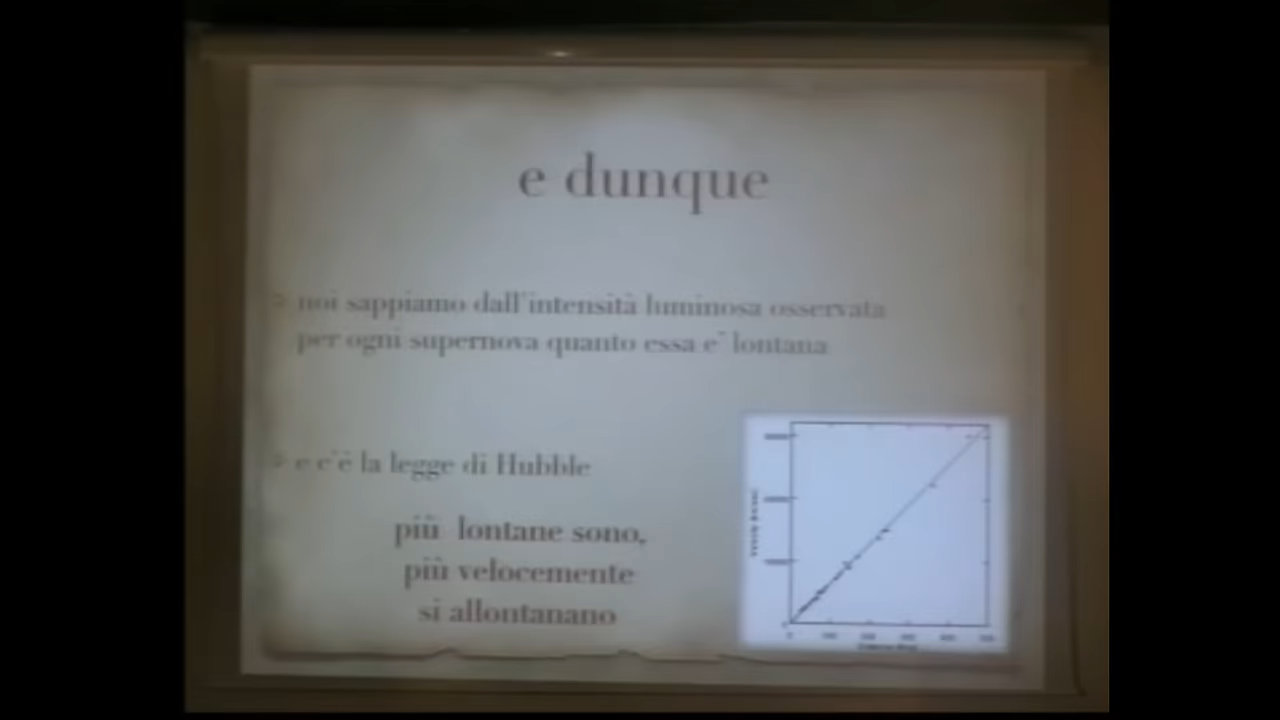 e dunque
noi sappiamo dall'intensità luminosa osservata
per ogni supernova quanto essa e` lontana
e c'è la legge di Hubble
più lontane sono,
più velocemente
si allontanano